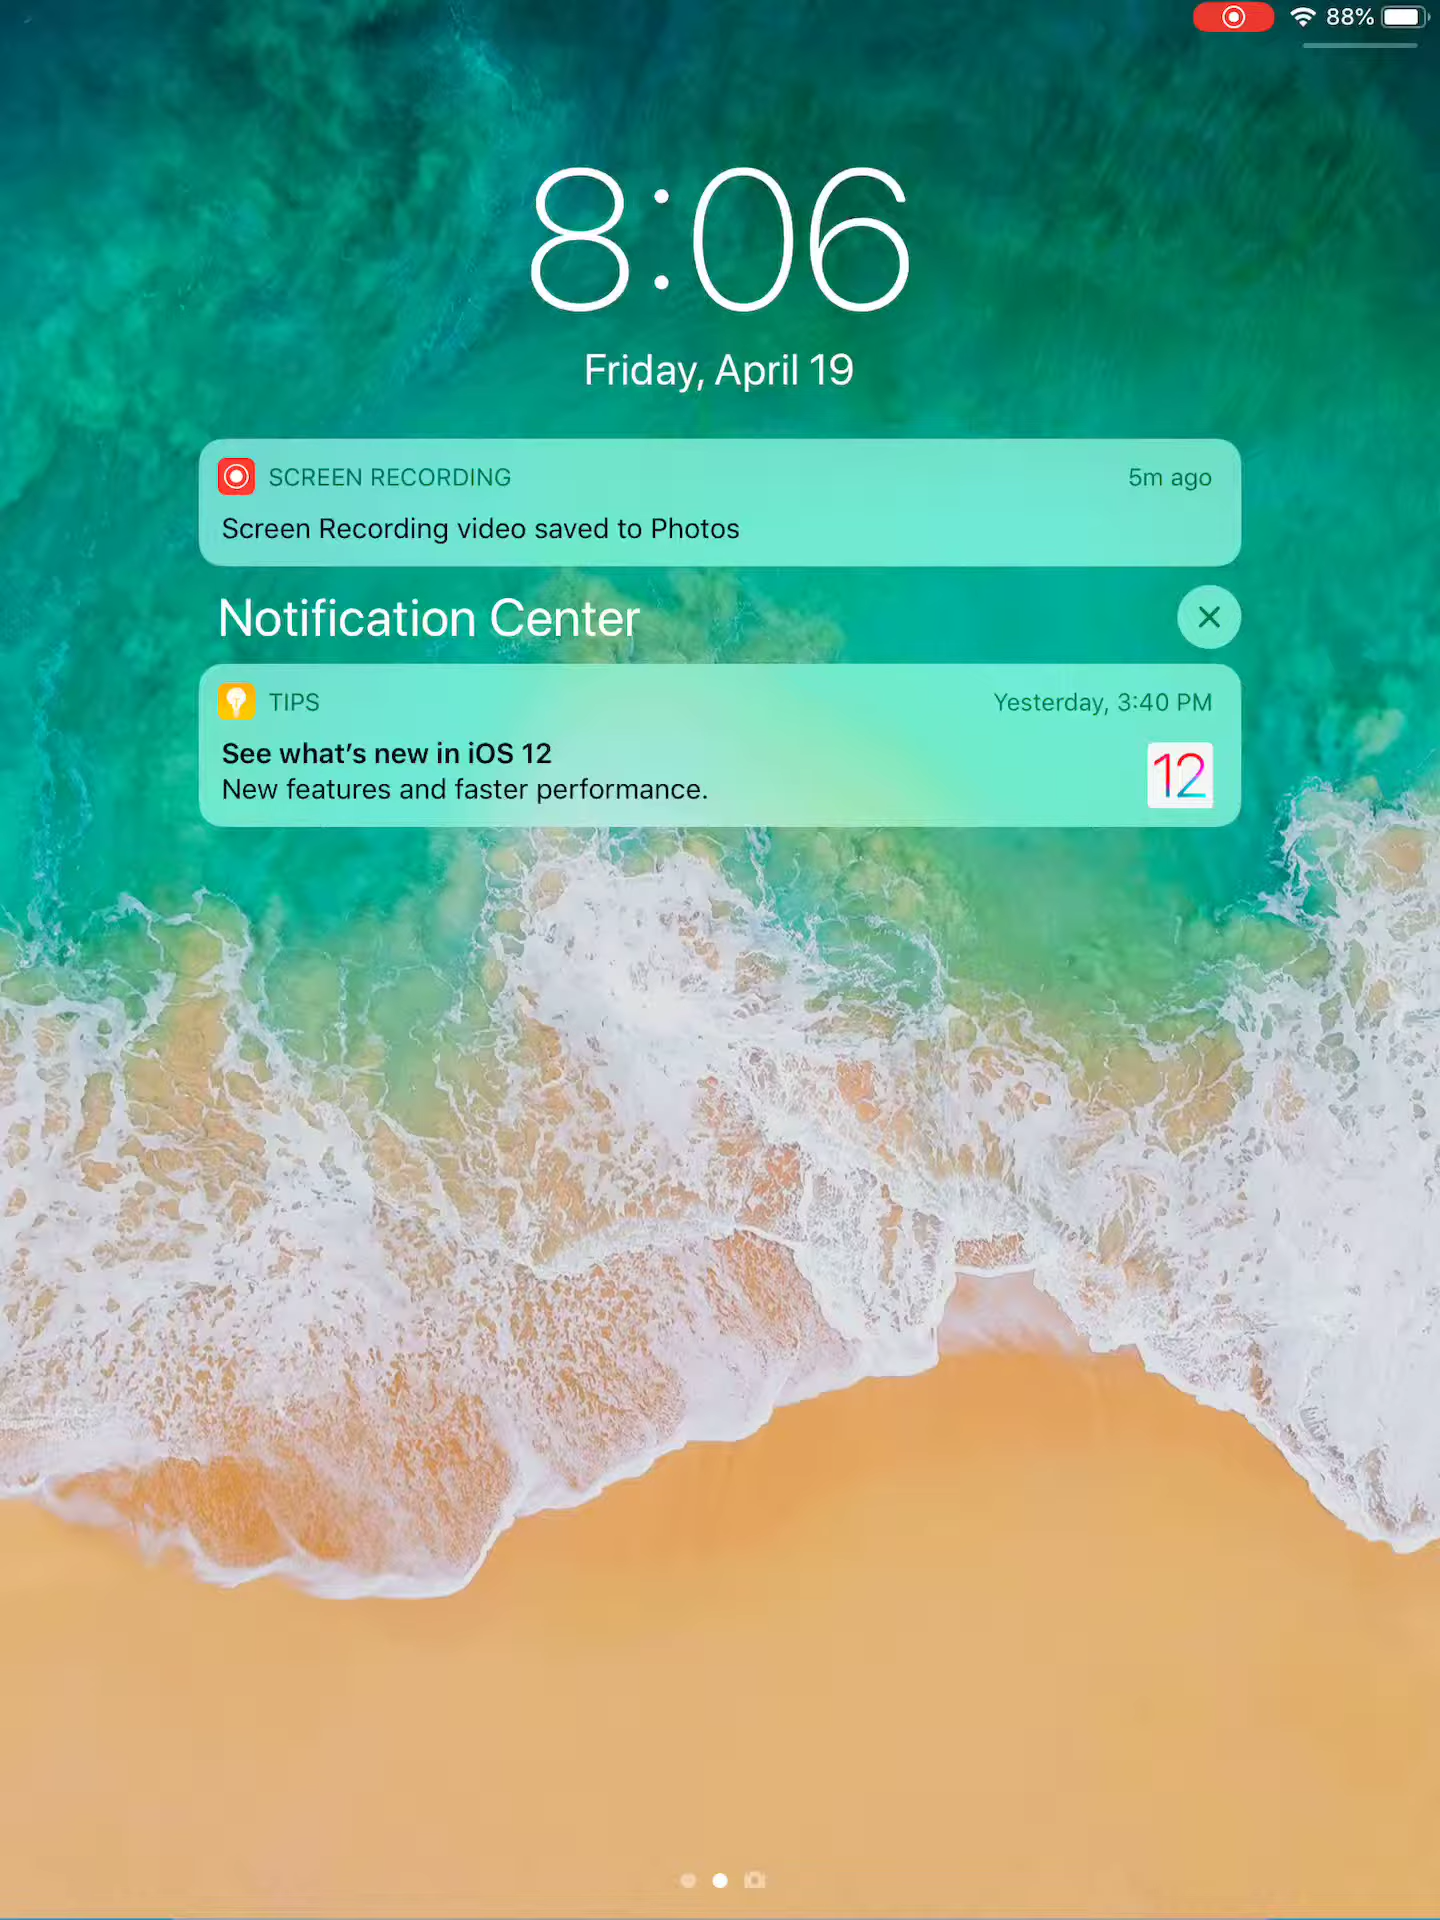 88%
8:06
Friday, April 19
SCREEN RECORDING 5m ago
Screen Recording video saved to Photos
Notification Center
TIPS Yesterday, 3:40 PM
See what's new in iOS 12
New features and faster performance.
12